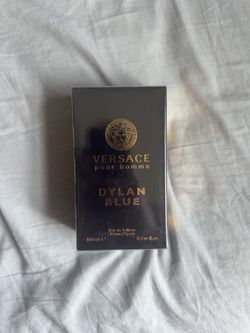 VERSACE
pour homme
DYLAN
BLUE
Eau de Toilette
Natural Spray
100 ml e 3.4 fl.oz.